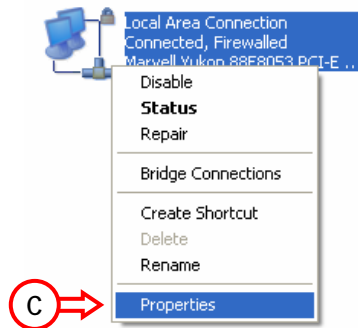 Local Area Connection
Connected, Firewalled
Marvell Yukon 88E8053 PCI-E ...
Disable
Status
Repair
Bridge Connections
Create Shortcut
Delete
Rename
C
Properties